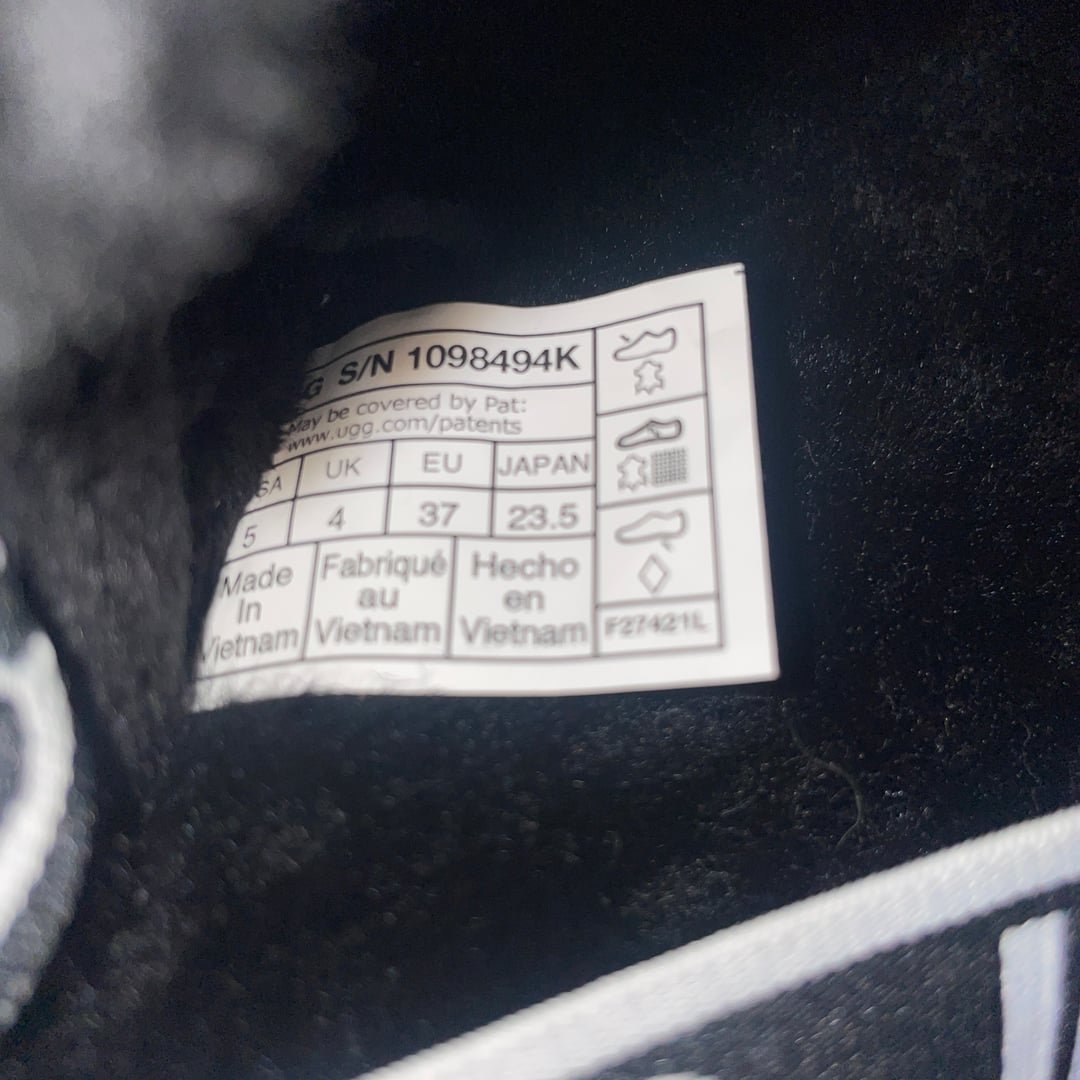 G S/N 1098494K
May be covered by Pat:
www.ugg.com/patents
SA UK EU JAPAN
5 4 37 23.5
Made In Vietnam
Fabriqué au Vietnam
Hecho en Vietnam
F27421L